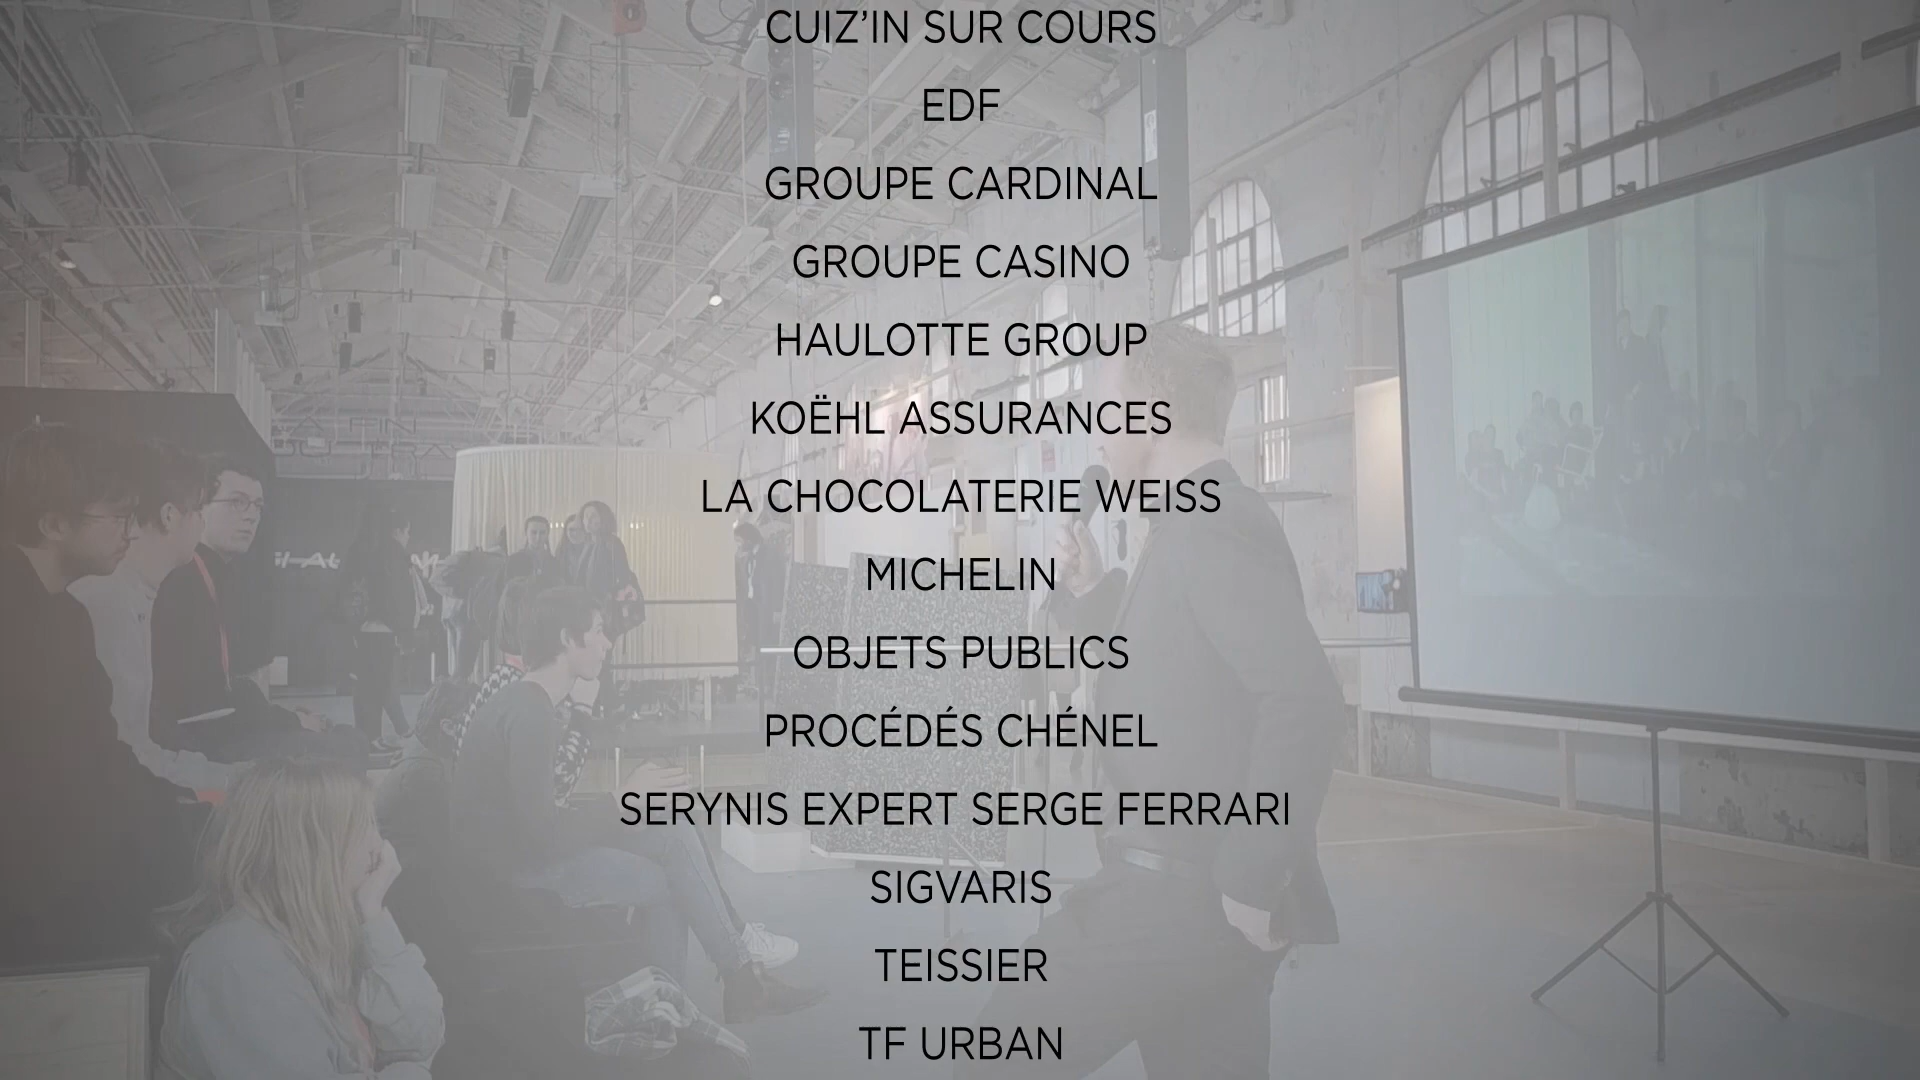 CUIZ’IN SUR COURS
EDF
GROUPE CARDINAL
GROUPE CASINO
HAULOTTE GROUP
KOËHL ASSURANCES
LA CHOCOLATERIE WEISS
MICHELIN
OBJETS PUBLICS
PROCÉDÉS CHÉNEL
SERYNIS EXPERT SERGE FERRARI
SIGVARIS
TEISSIER
TF URBAN